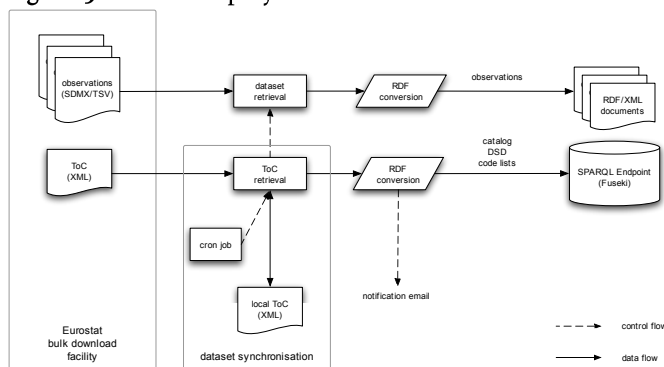 observations
(SDMX/TSV)
dataset
retrieval
RDF
conversion
observations
RDF/XML
documents
ToC
(XML)
ToC
retrieval
RDF
conversion
catalog
DSD
code lists
SPARQL Endpoint
(Fuseki)
cron job
local ToC
(XML)
notification email
Eurostat
bulk download
facility
dataset synchronisation
control flow
data flow